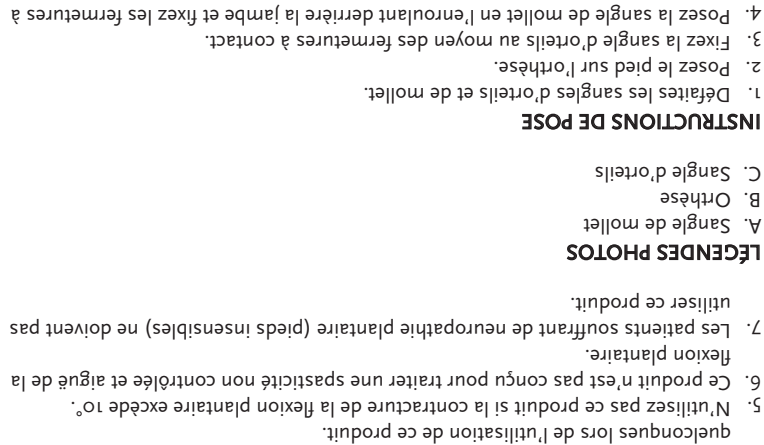 quelconques lors de l'utilisation de ce produit.
5. N'utilisez pas ce produit si la contracture de la flexion plantaire excède 10°.
6. Ce produit n'est pas conçu pour traiter une spasticité non contrôlée et aiguë de la
flexion plantaire.
7. Les patients souffrant de neuropathie plantaire (pieds insensibles) ne doivent pas
utiliser ce produit.
LÉGENDES PHOTOS
A. Sangle de mollet
B. Orthèse
C. Sangle d'orteils
INSTRUCTIONS DE POSE
1. Défaites les sangles d'orteils et de mollet.
2. Posez le pied sur l'orthèse.
3. Fixez la sangle d'orteils au moyen des fermetures à contact.
4. Posez la sangle de mollet en l'enroulant derrière la jambe et fixez les fermetures à